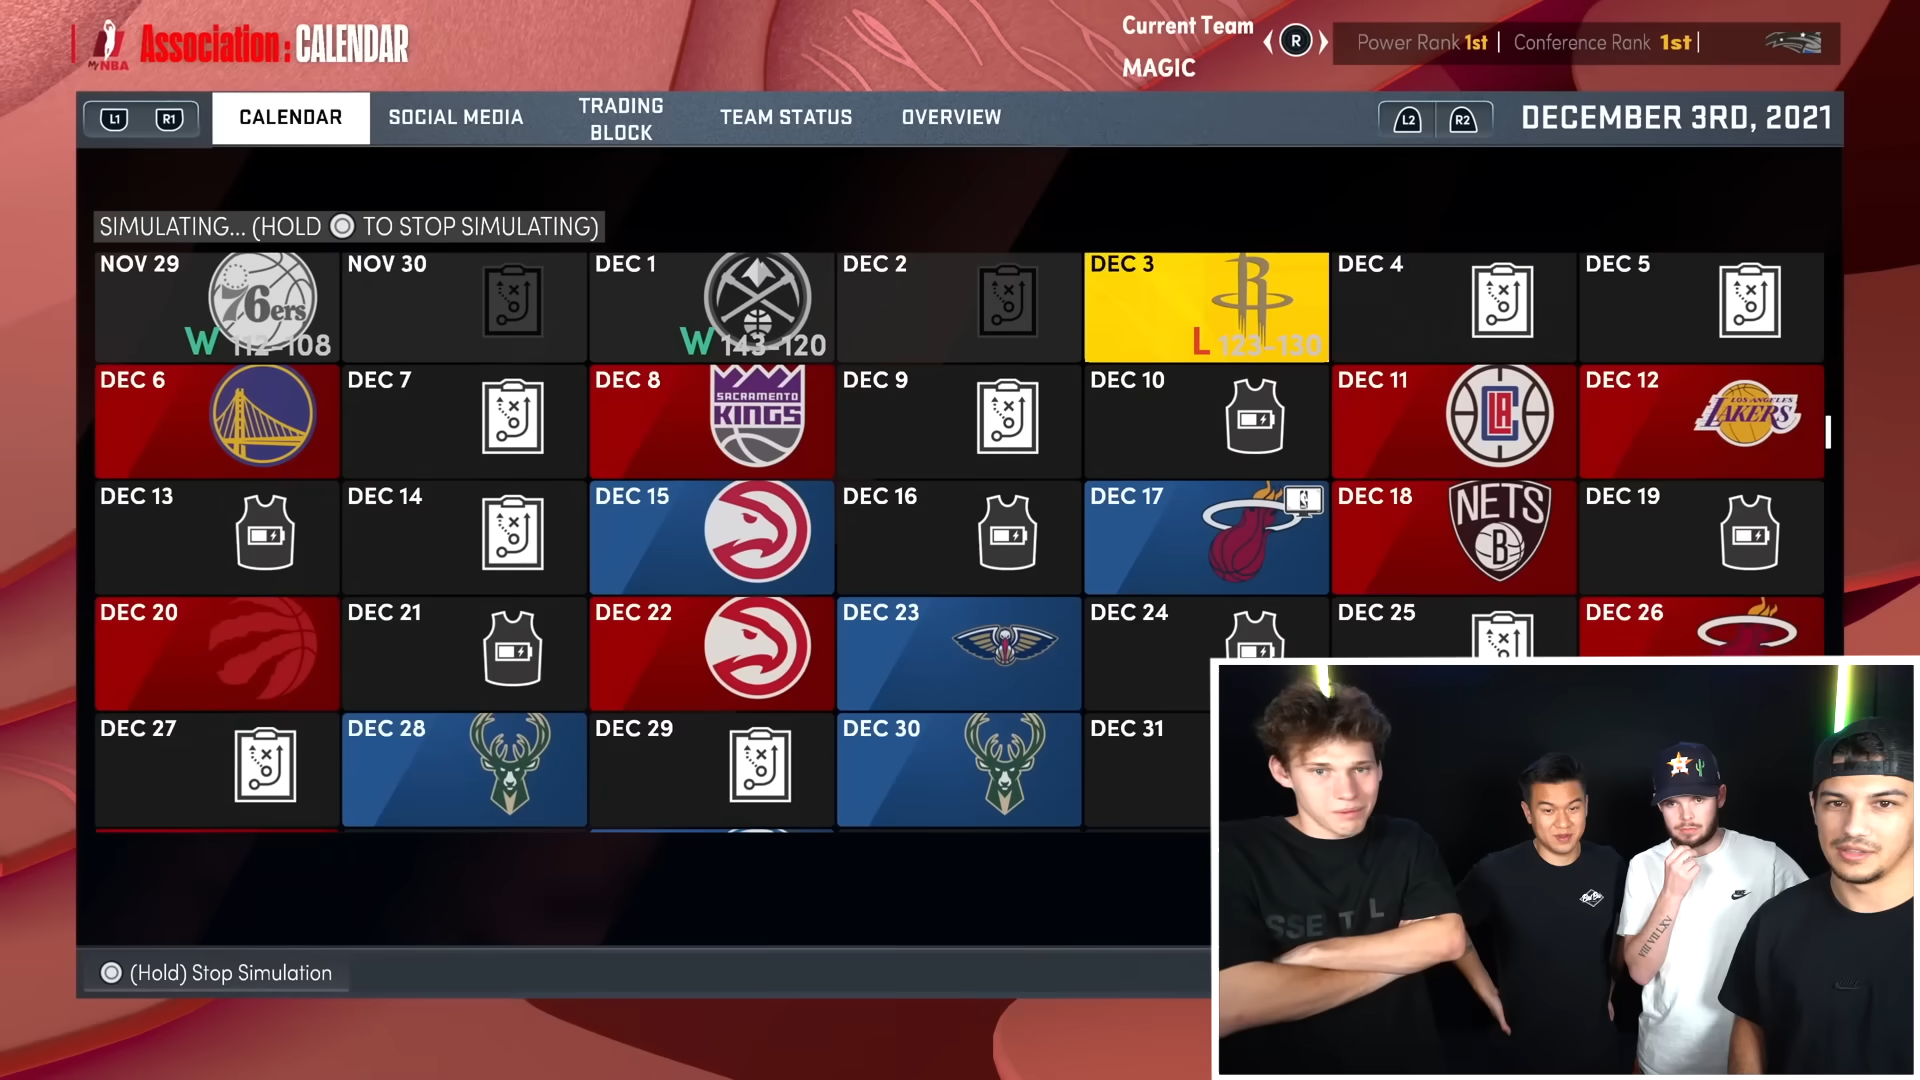 Current Team
MyNBA Association : CALENDAR
R
Power Rank 1st | Conference Rank 1st |
MAGIC
L1 R1
CALENDAR
SOCIAL MEDIA
TRADING
BLOCK
TEAM STATUS
OVERVIEW
L2 R2
DECEMBER 3RD, 2021
SIMULATING... (HOLD TO STOP SIMULATING)
NOV 29
76ers
W 112-108
NOV 30
DEC 1
W 143-120
DEC 2
DEC 3
R
L 123-130
DEC 4
DEC 5
DEC 6
DEC 7
DEC 8
SACRAMENTO
KINGS
DEC 9
DEC 10
DEC 11
LA
DEC 12
LOS ANGELES
LAKERS
DEC 13
DEC 14
DEC 15
DEC 16
DEC 17
DEC 18
NETS
B
DEC 19
DEC 20
DEC 21
DEC 22
DEC 23
DEC 24
DEC 25
DEC 26
DEC 27
DEC 28
DEC 29
DEC 30
DEC 31
(Hold) Stop Simulation
VIII VII LXV